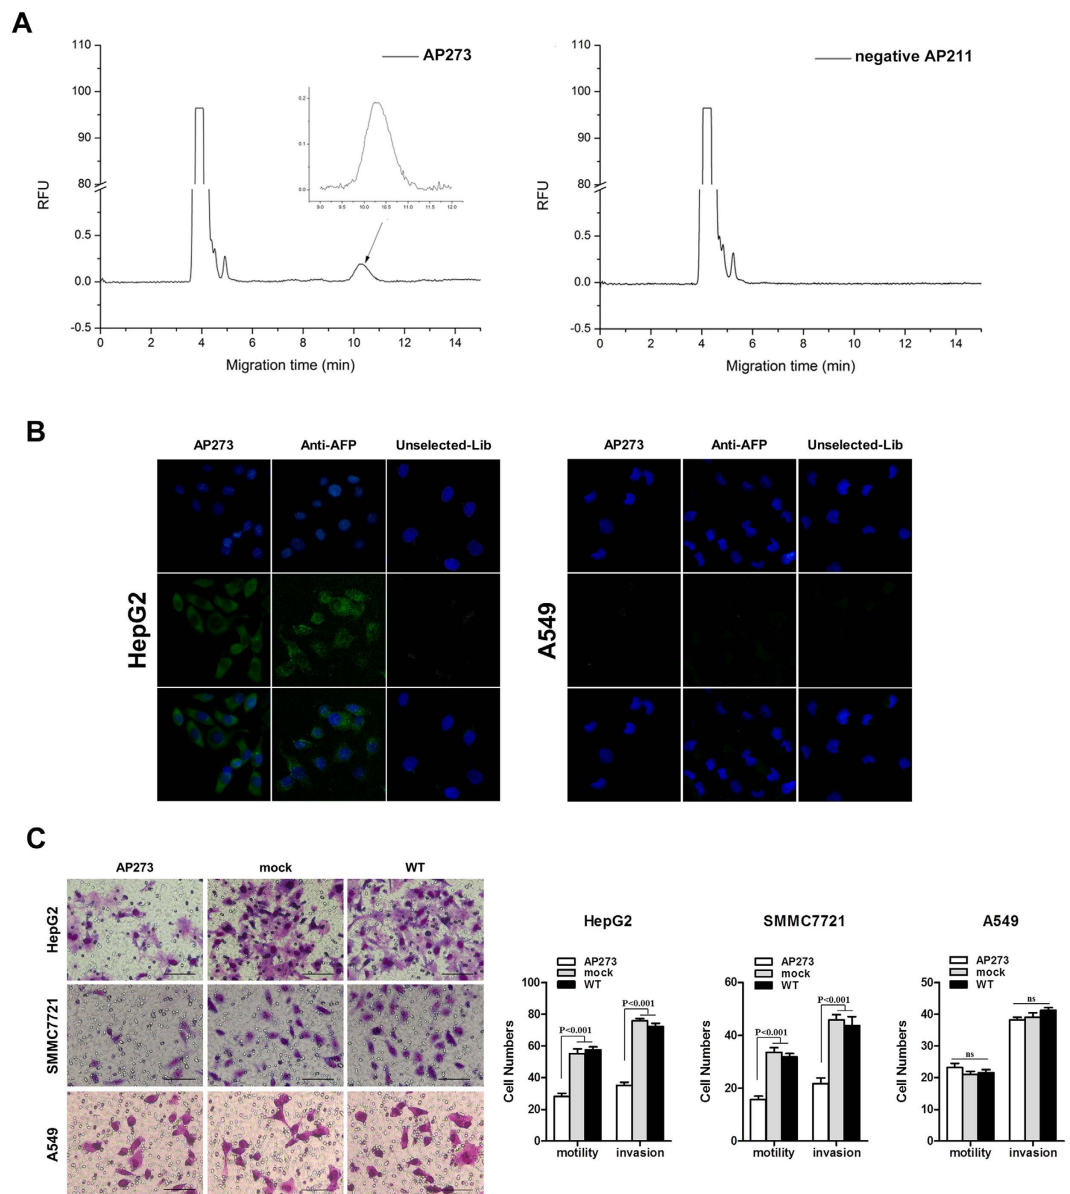 A
AP273
negative AP211
RFU
110
100
90
80
0.5
0.0
-0.5
0 2 4 6 8 10 12 14
Migration time (min)
0.2
0.1
0.0
9.0 9.5 10.0 10.5 11.0 11.5 12.0
RFU
110
100
90
80
0.5
0.0
-0.5
0 2 4 6 8 10 12 14
Migration time (min)
B
AP273 Anti-AFP Unselected-Lib
HepG2
AP273 Anti-AFP Unselected-Lib
A549
C
AP273 mock WT
HepG2
SMMC7721
A549
HepG2
AP273
mock
WT
Cell Numbers
100
80
60
40
20
0
P<0.001
P<0.001
motility invasion
SMMC7721
AP273
mock
WT
Cell Numbers
60
40
20
0
P<0.001
P<0.001
motility invasion
A549
AP273
mock
WT
Cell Numbers
50
40
30
20
10
0
ns
ns
motility invasion